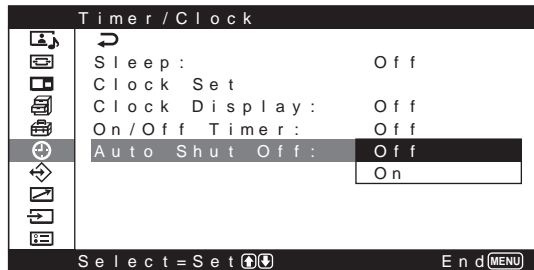 Timer/Clock
Sleep: Off
Clock Set
Clock Display: Off
On/Off Timer: Off
Auto Shut Off: Off
On
Select=Set End MENU